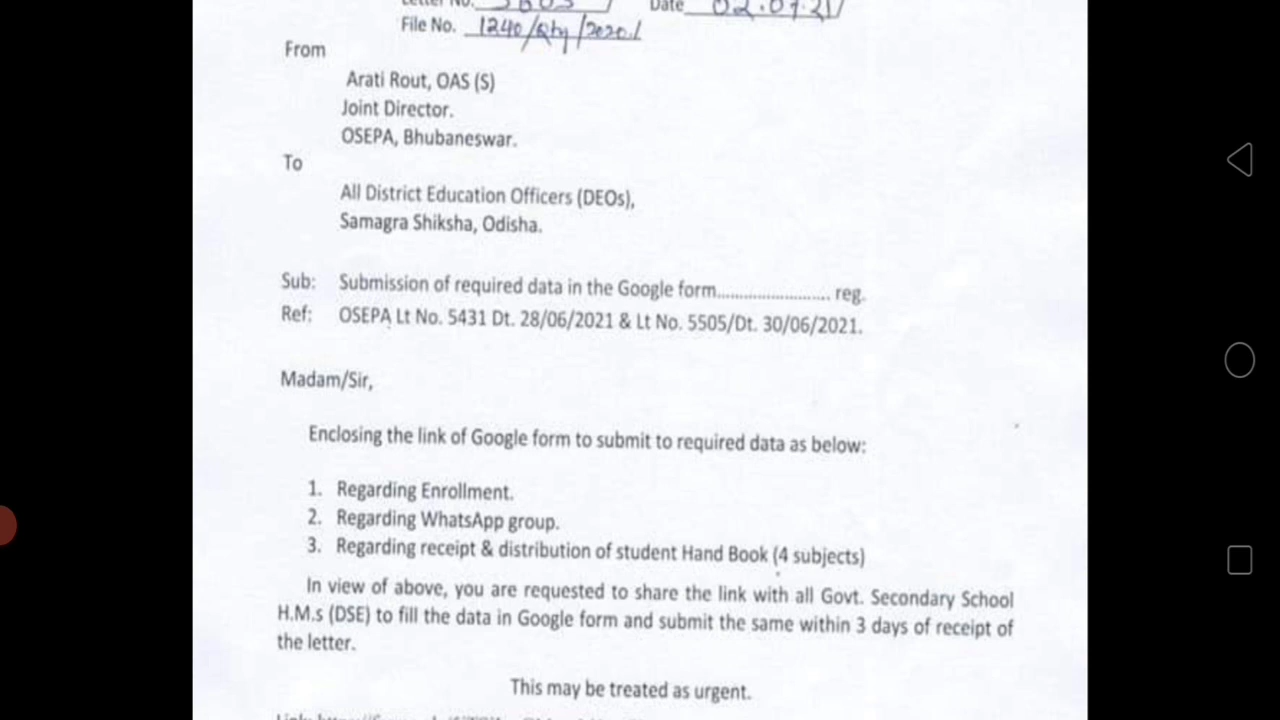 Date 02.07.21
File No. 1240/Qty/2020/
From
Arati Rout, OAS (S)
Joint Director.
OSEPA, Bhubaneswar.
To
All District Education Officers (DEOs),
Samagra Shiksha, Odisha.
Sub: Submission of required data in the Google form........................ reg.
Ref: OSEPA Lt No. 5431 Dt. 28/06/2021 & Lt No. 5505/Dt. 30/06/2021.
Madam/Sir,
Enclosing the link of Google form to submit to required data as below:
1. Regarding Enrollment.
2. Regarding WhatsApp group.
3. Regarding receipt & distribution of student Hand Book (4 subjects)
In view of above, you are requested to share the link with all Govt. Secondary School
H.M.s (DSE) to fill the data in Google form and submit the same within 3 days of receipt of
the letter.
This may be treated as urgent.